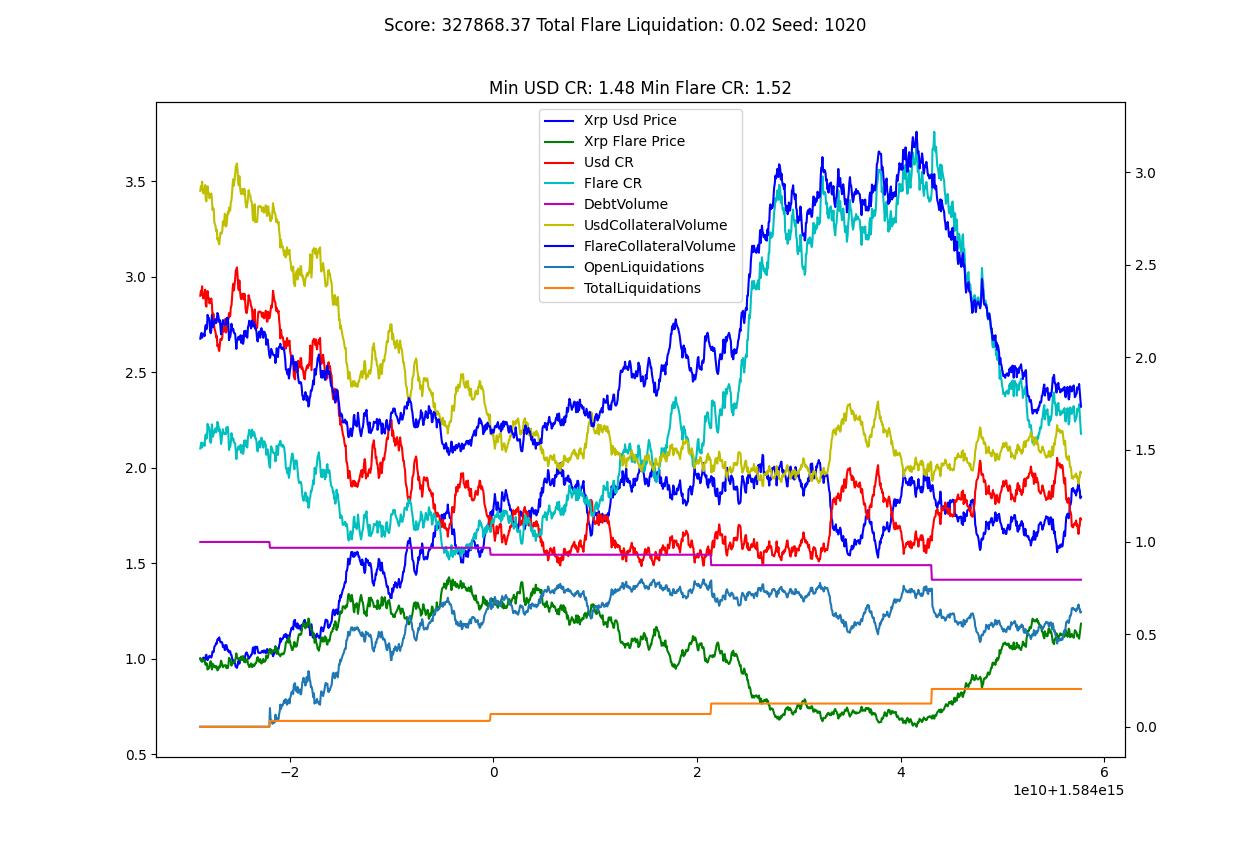 Score: 327868.37 Total Flare Liquidation: 0.02 Seed: 1020
Min USD CR: 1.48 Min Flare CR: 1.52
Xrp Usd Price
Xrp Flare Price
Usd CR
Flare CR
DebtVolume
UsdCollateralVolume
FlareCollateralVolume
OpenLiquidations
TotalLiquidations
3.5
3.0
2.5
2.0
1.5
1.0
0.5
3.0
2.5
2.0
1.5
1.0
0.5
0.0
−2 0 2 4 6
1e10+1.584e15